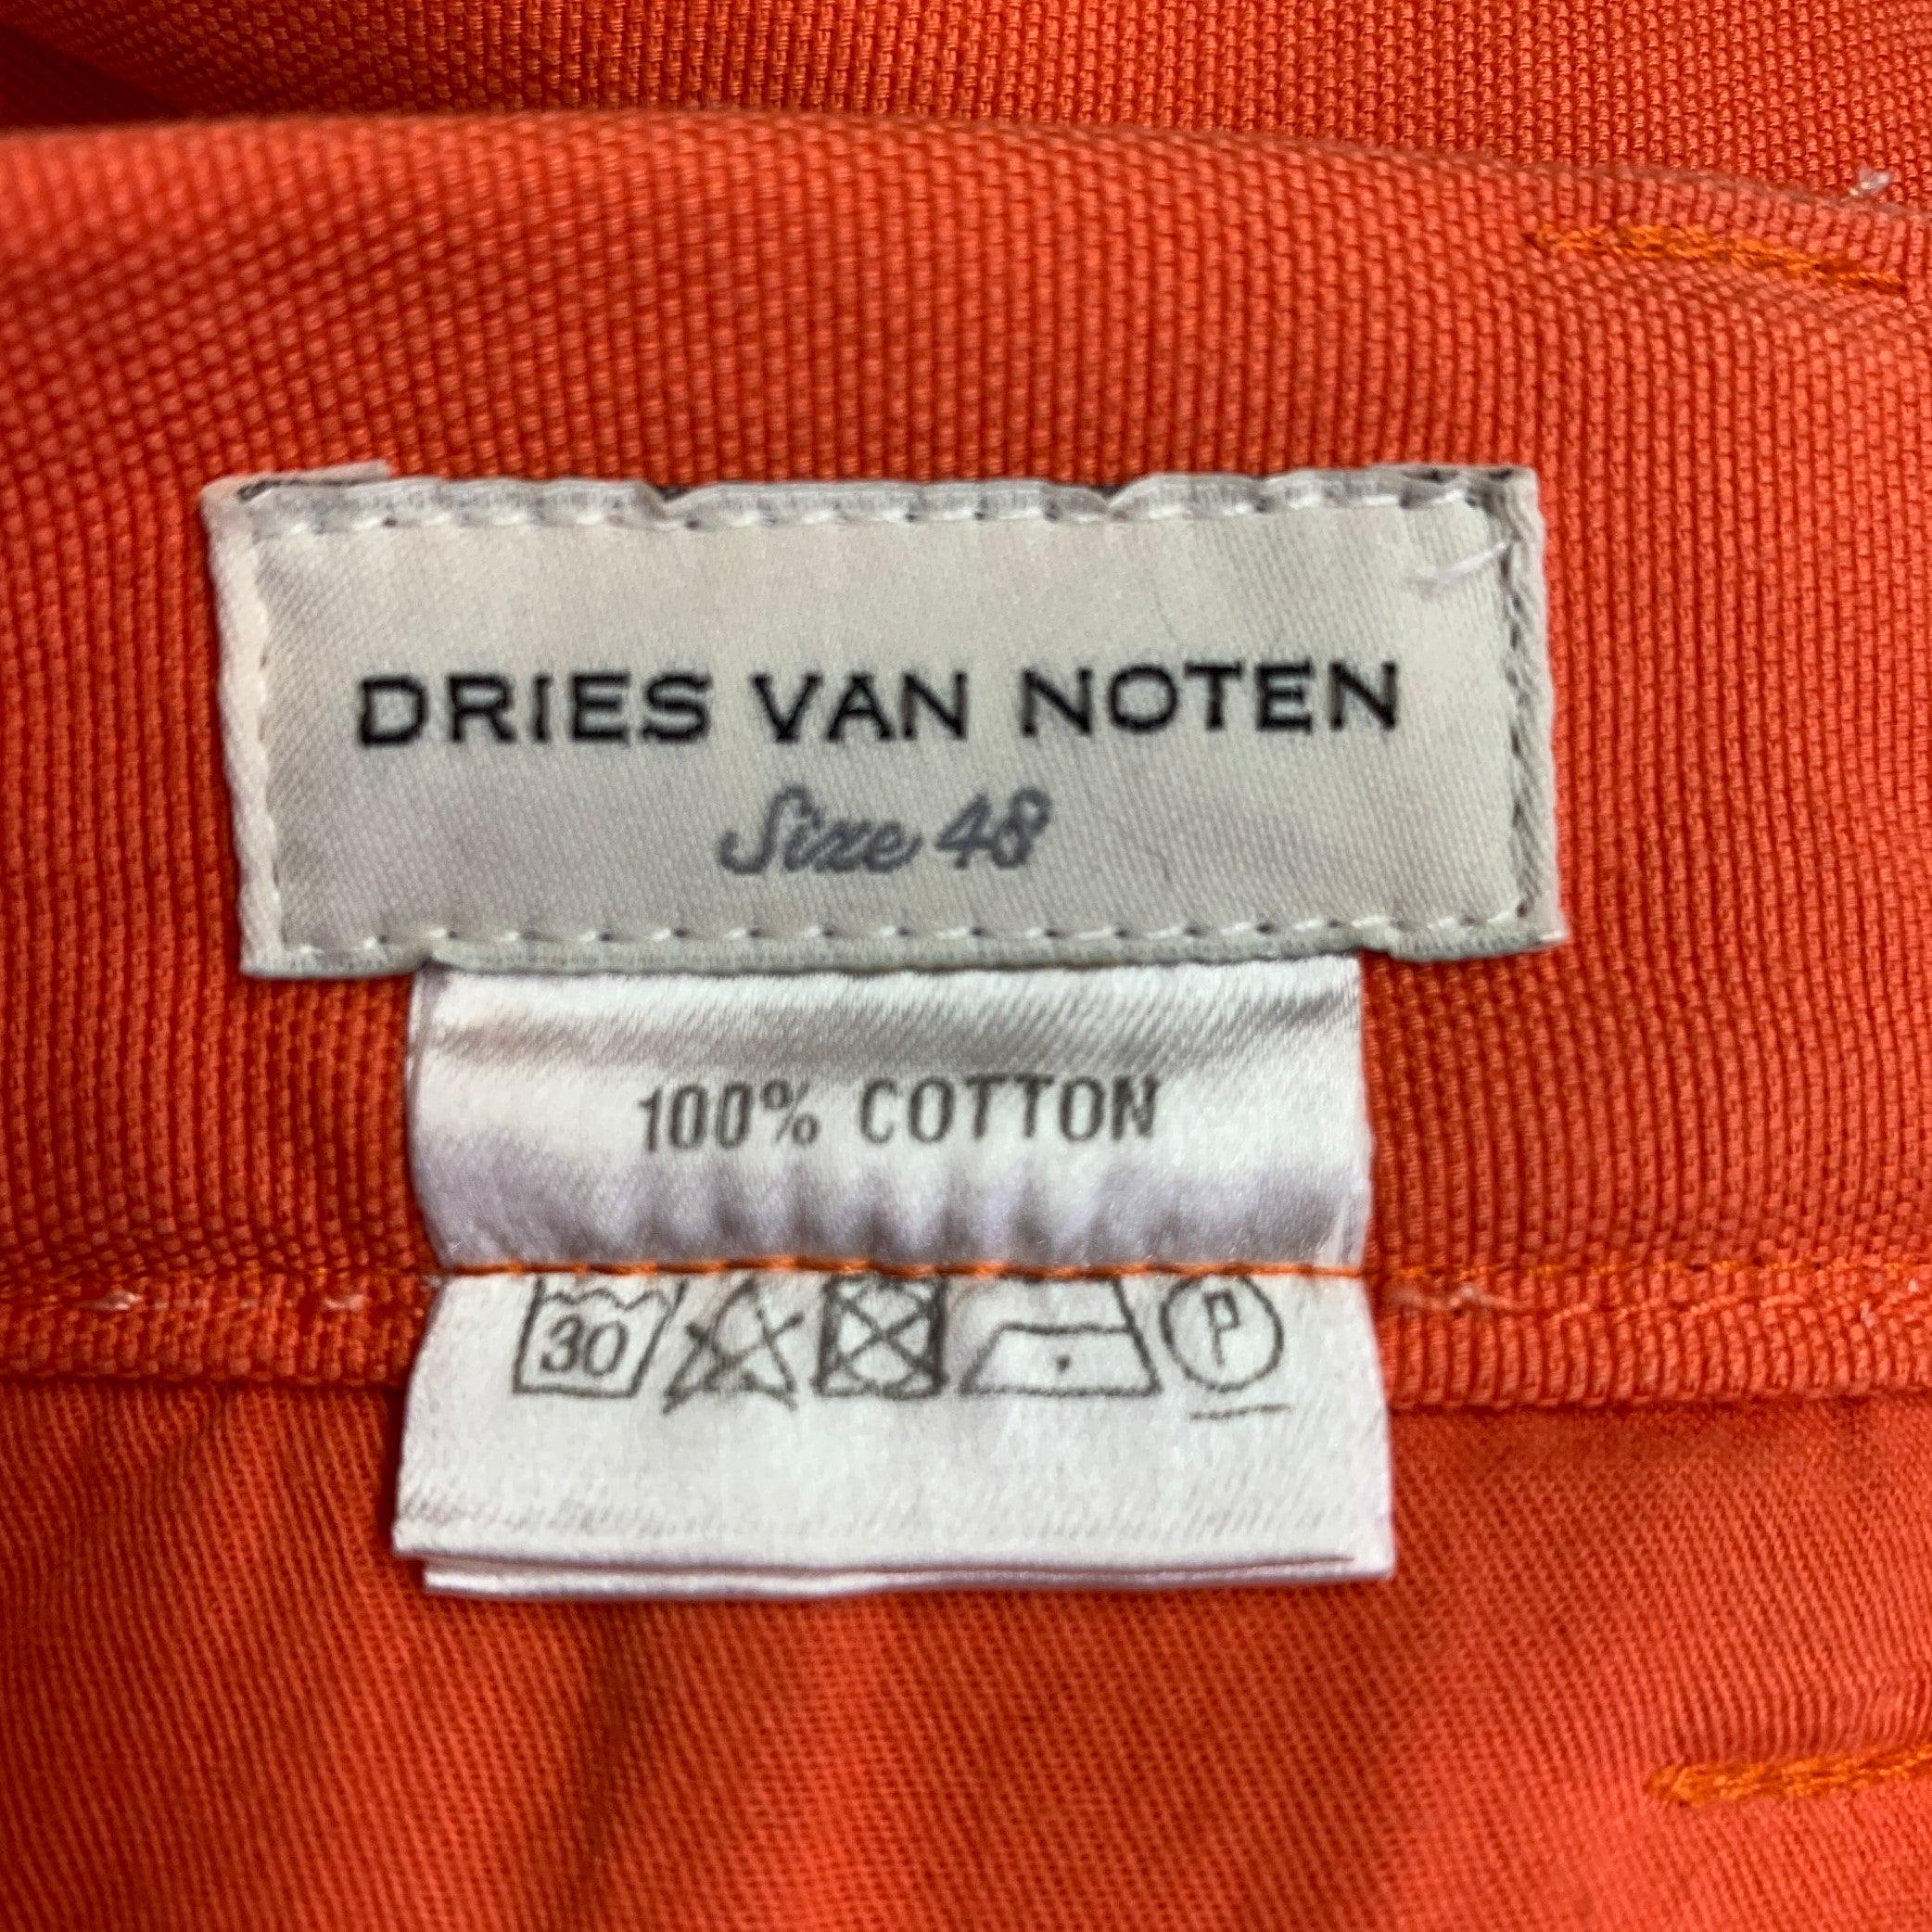 DRIES VAN NOTEN
Size 48
100% COTTON
30 P